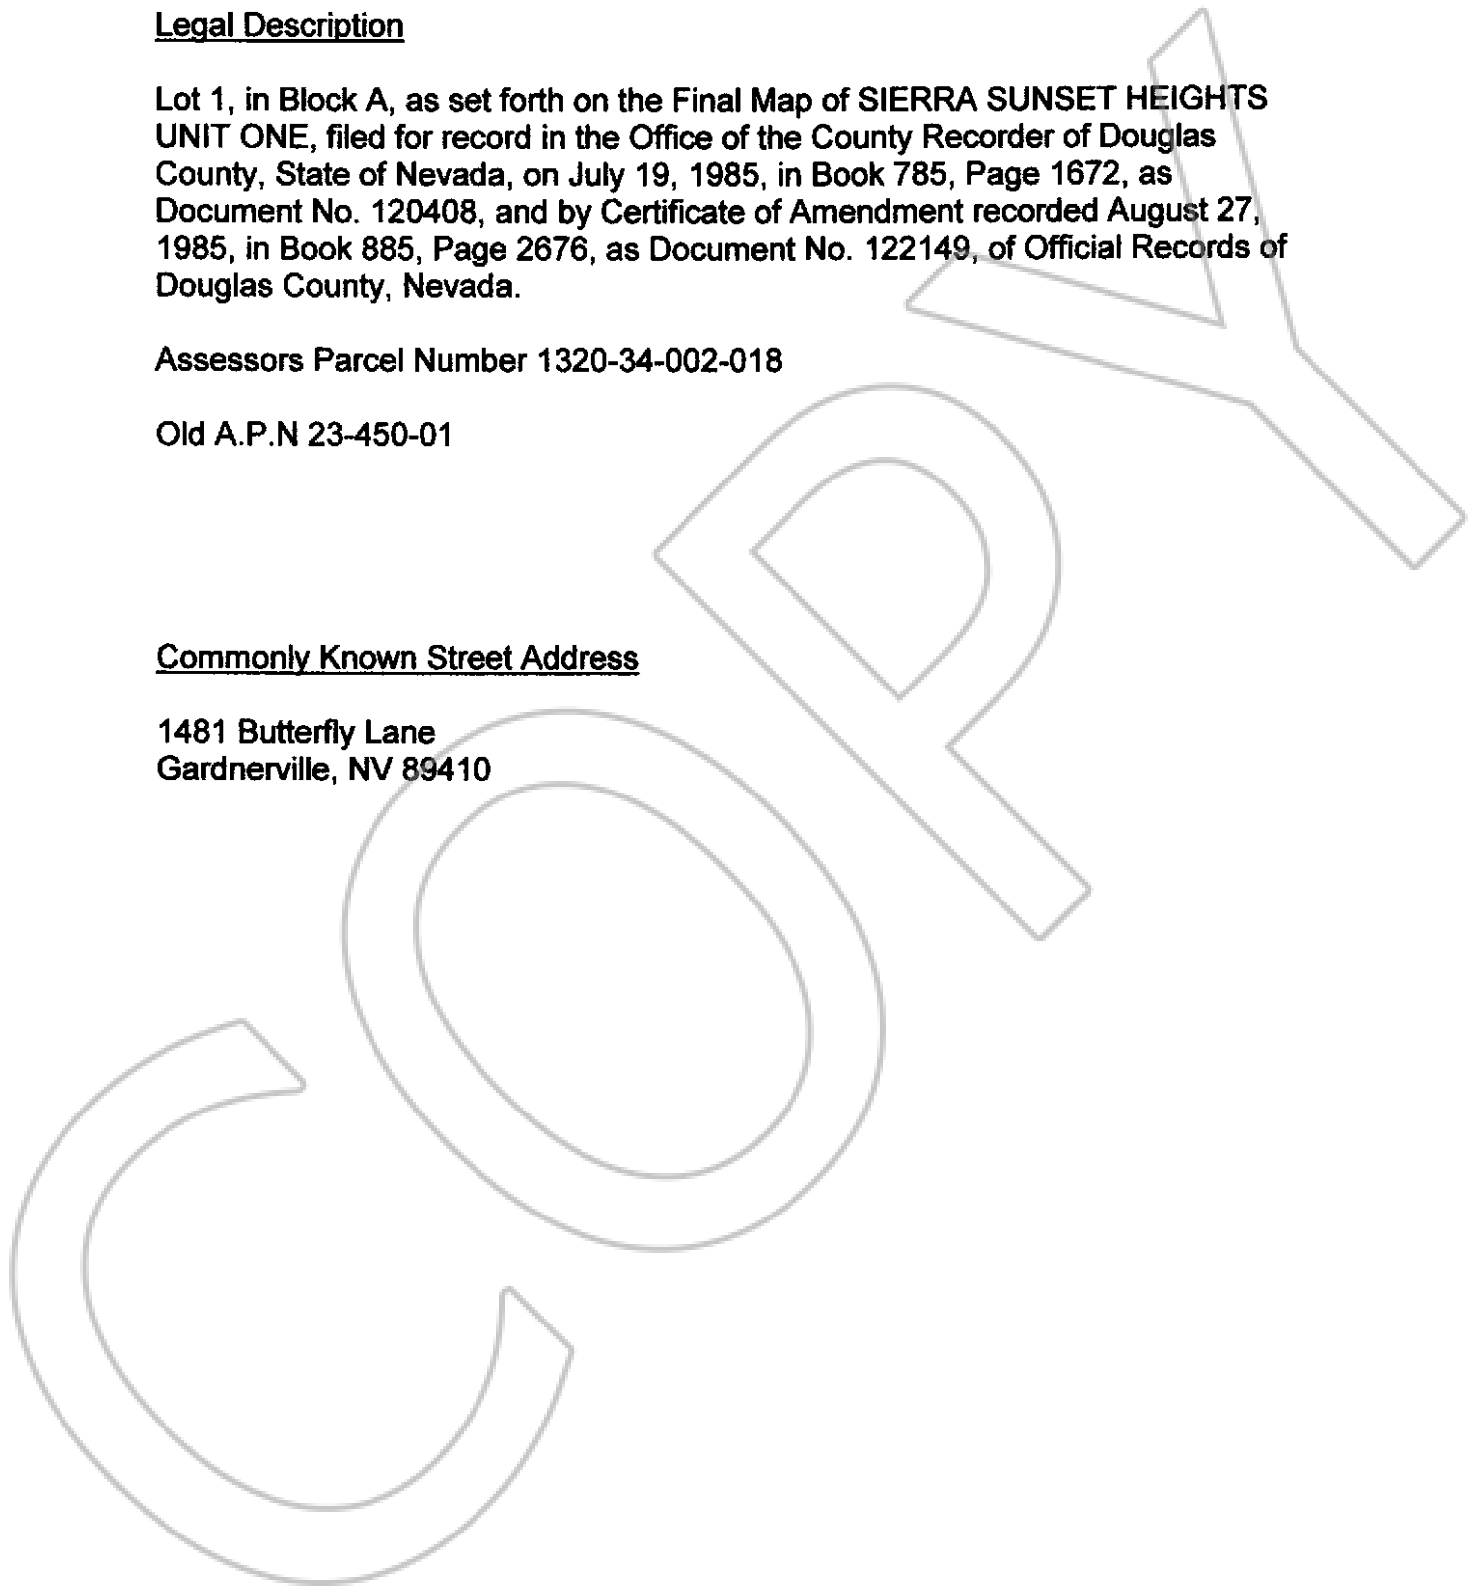 Legal Description
Lot 1, in Block A, as set forth on the Final Map of SIERRA SUNSET HEIGHTS
UNIT ONE, filed for record in the Office of the County Recorder of Douglas
County, State of Nevada, on July 19, 1985, in Book 785, Page 1672, as
Document No. 120408, and by Certificate of Amendment recorded August 27,
1985, in Book 885, Page 2676, as Document No. 122149, of Official Records of
Douglas County, Nevada.
Assessors Parcel Number 1320-34-002-018
Old A.P.N 23-450-01
Commonly Known Street Address
1481 Butterfly Lane
Gardnerville, NV 89410
COPY